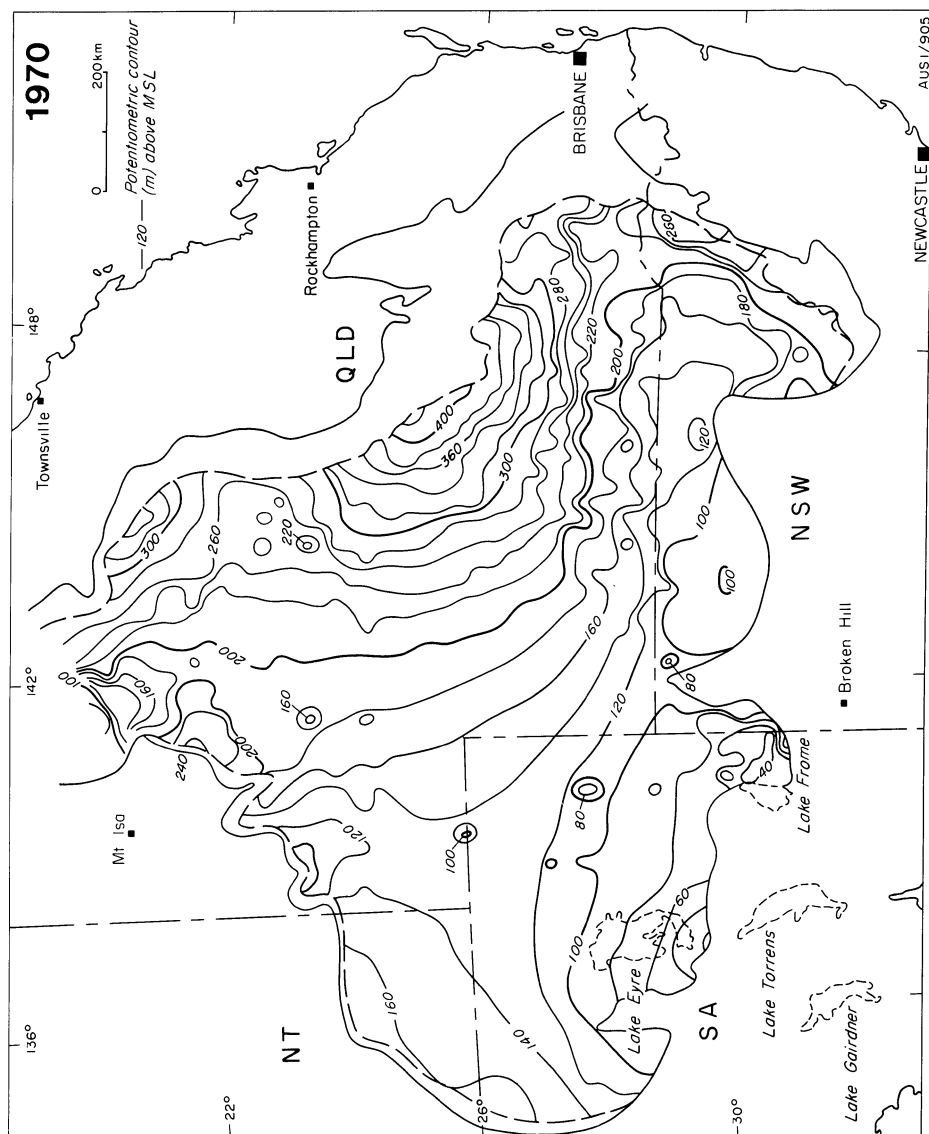 1970
0 200km
—120— Potentiometric contour
(m) above MSL
148°
142°
136°
22°
26°
30°
Townsville
Rockhampton
BRISBANE
NEWCASTLE
AUS 1/905
QLD
NSW
NT
SA
Mt Isa
Broken Hill
Lake Frome
Lake Torrens
Lake Eyre
Lake Gairdner
400
360
300
280
220
200
260
180
300
260
220
100
160
200
240
200
160
160
120
100
120
100
120
100
80
80
100
60
40
160
140